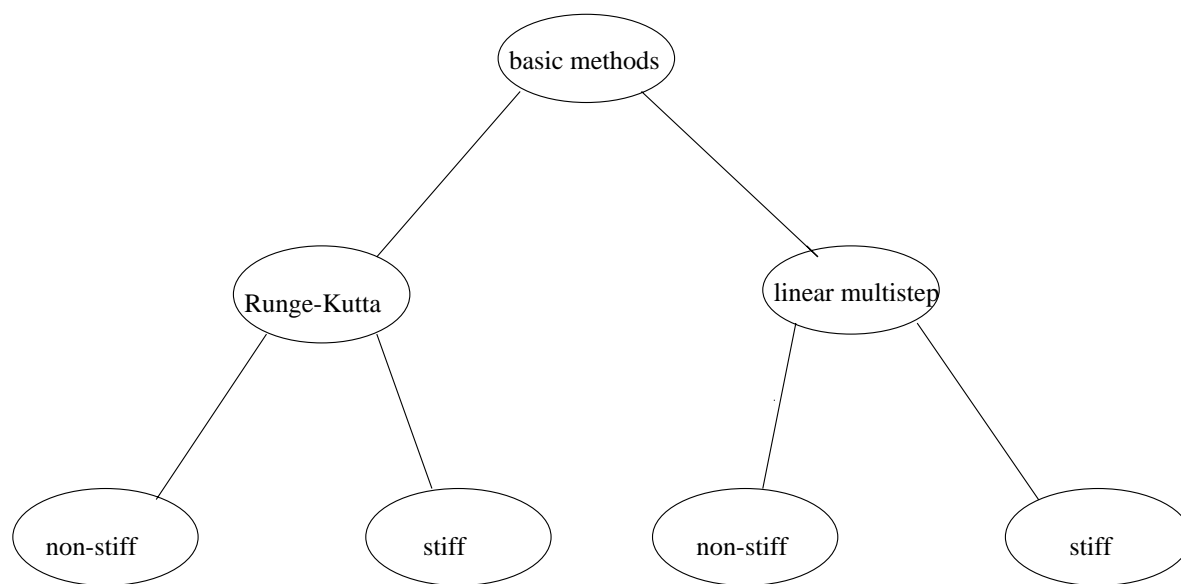 basic methods
Runge-Kutta
linear multistep
non-stiff
stiff
non-stiff
stiff